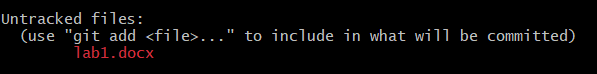 Untracked files:
(use "git add <file>..." to include in what will be committed)
lab1.docx